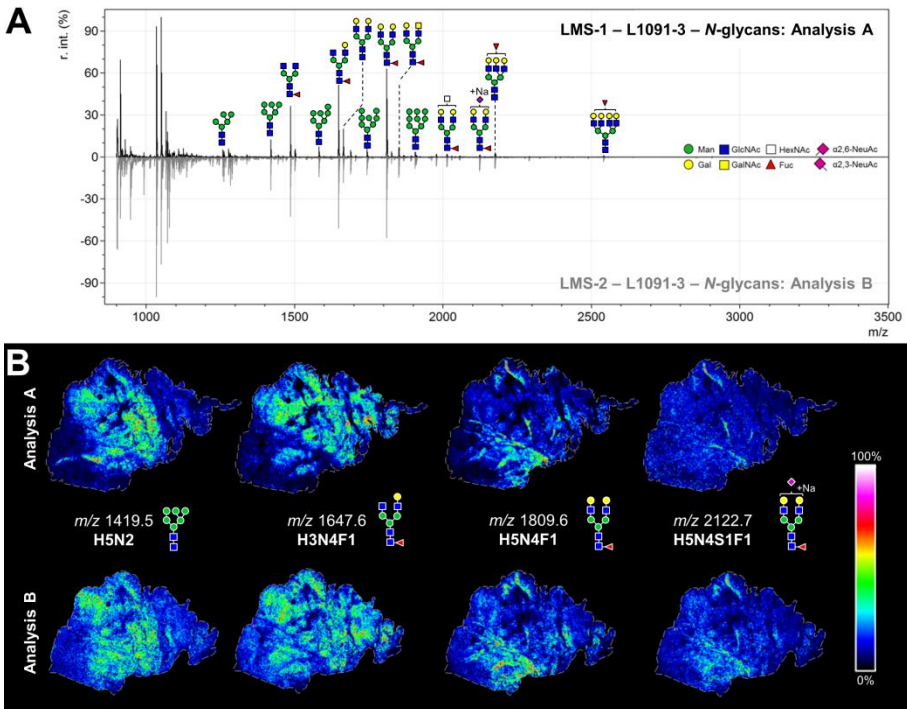 A
LMS-1 – L1091-3 – N-glycans: Analysis A
r. int. (%)
90
60
30
0
-30
-60
-90
+Na
Man GlcNAc HexNAc α2,6-NeuAc
Gal GalNAc Fuc α2,3-NeuAc
LMS-2 – L1091-3 – N-glycans: Analysis B
1000 1500 2000 2500 3000 3500
m/z
B
Analysis A
100%
+Na
m/z 1419.5 m/z 1647.6 m/z 1809.6 m/z 2122.7
H5N2 H3N4F1 H5N4F1 H5N4S1F1
Analysis B
0%